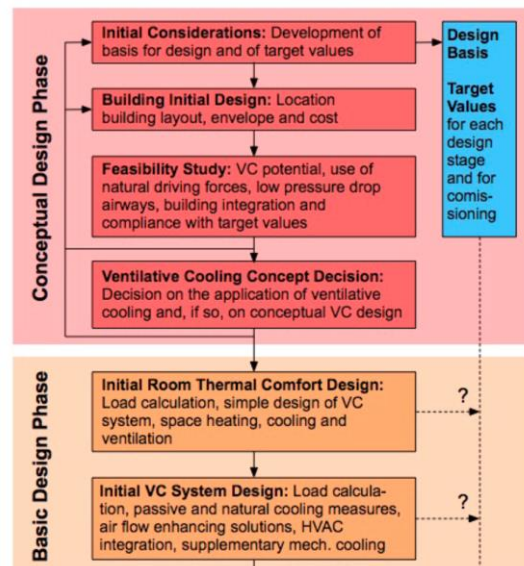 Conceptual Design Phase
Initial Considerations: Development of
basis for design and of target values
Design
Basis
Target
Values
for each
design
stage
and for
comis-
sioning
Building Initial Design: Location
building layout, envelope and cost
Feasibility Study: VC potential, use of
natural driving forces, low pressure drop
airways, building integration and
compliance with target values
Ventilative Cooling Concept Decision:
Decision on the application of ventilative
cooling and, if so, on conceptual VC design
Basic Design Phase
Initial Room Thermal Comfort Design:
Load calculation, simple design of VC
system, space heating, cooling and
ventilation
?
Initial VC System Design: Load calcula-
tion, passive and natural cooling measures,
air flow enhancing solutions, HVAC
integration, supplementary mech. cooling
?